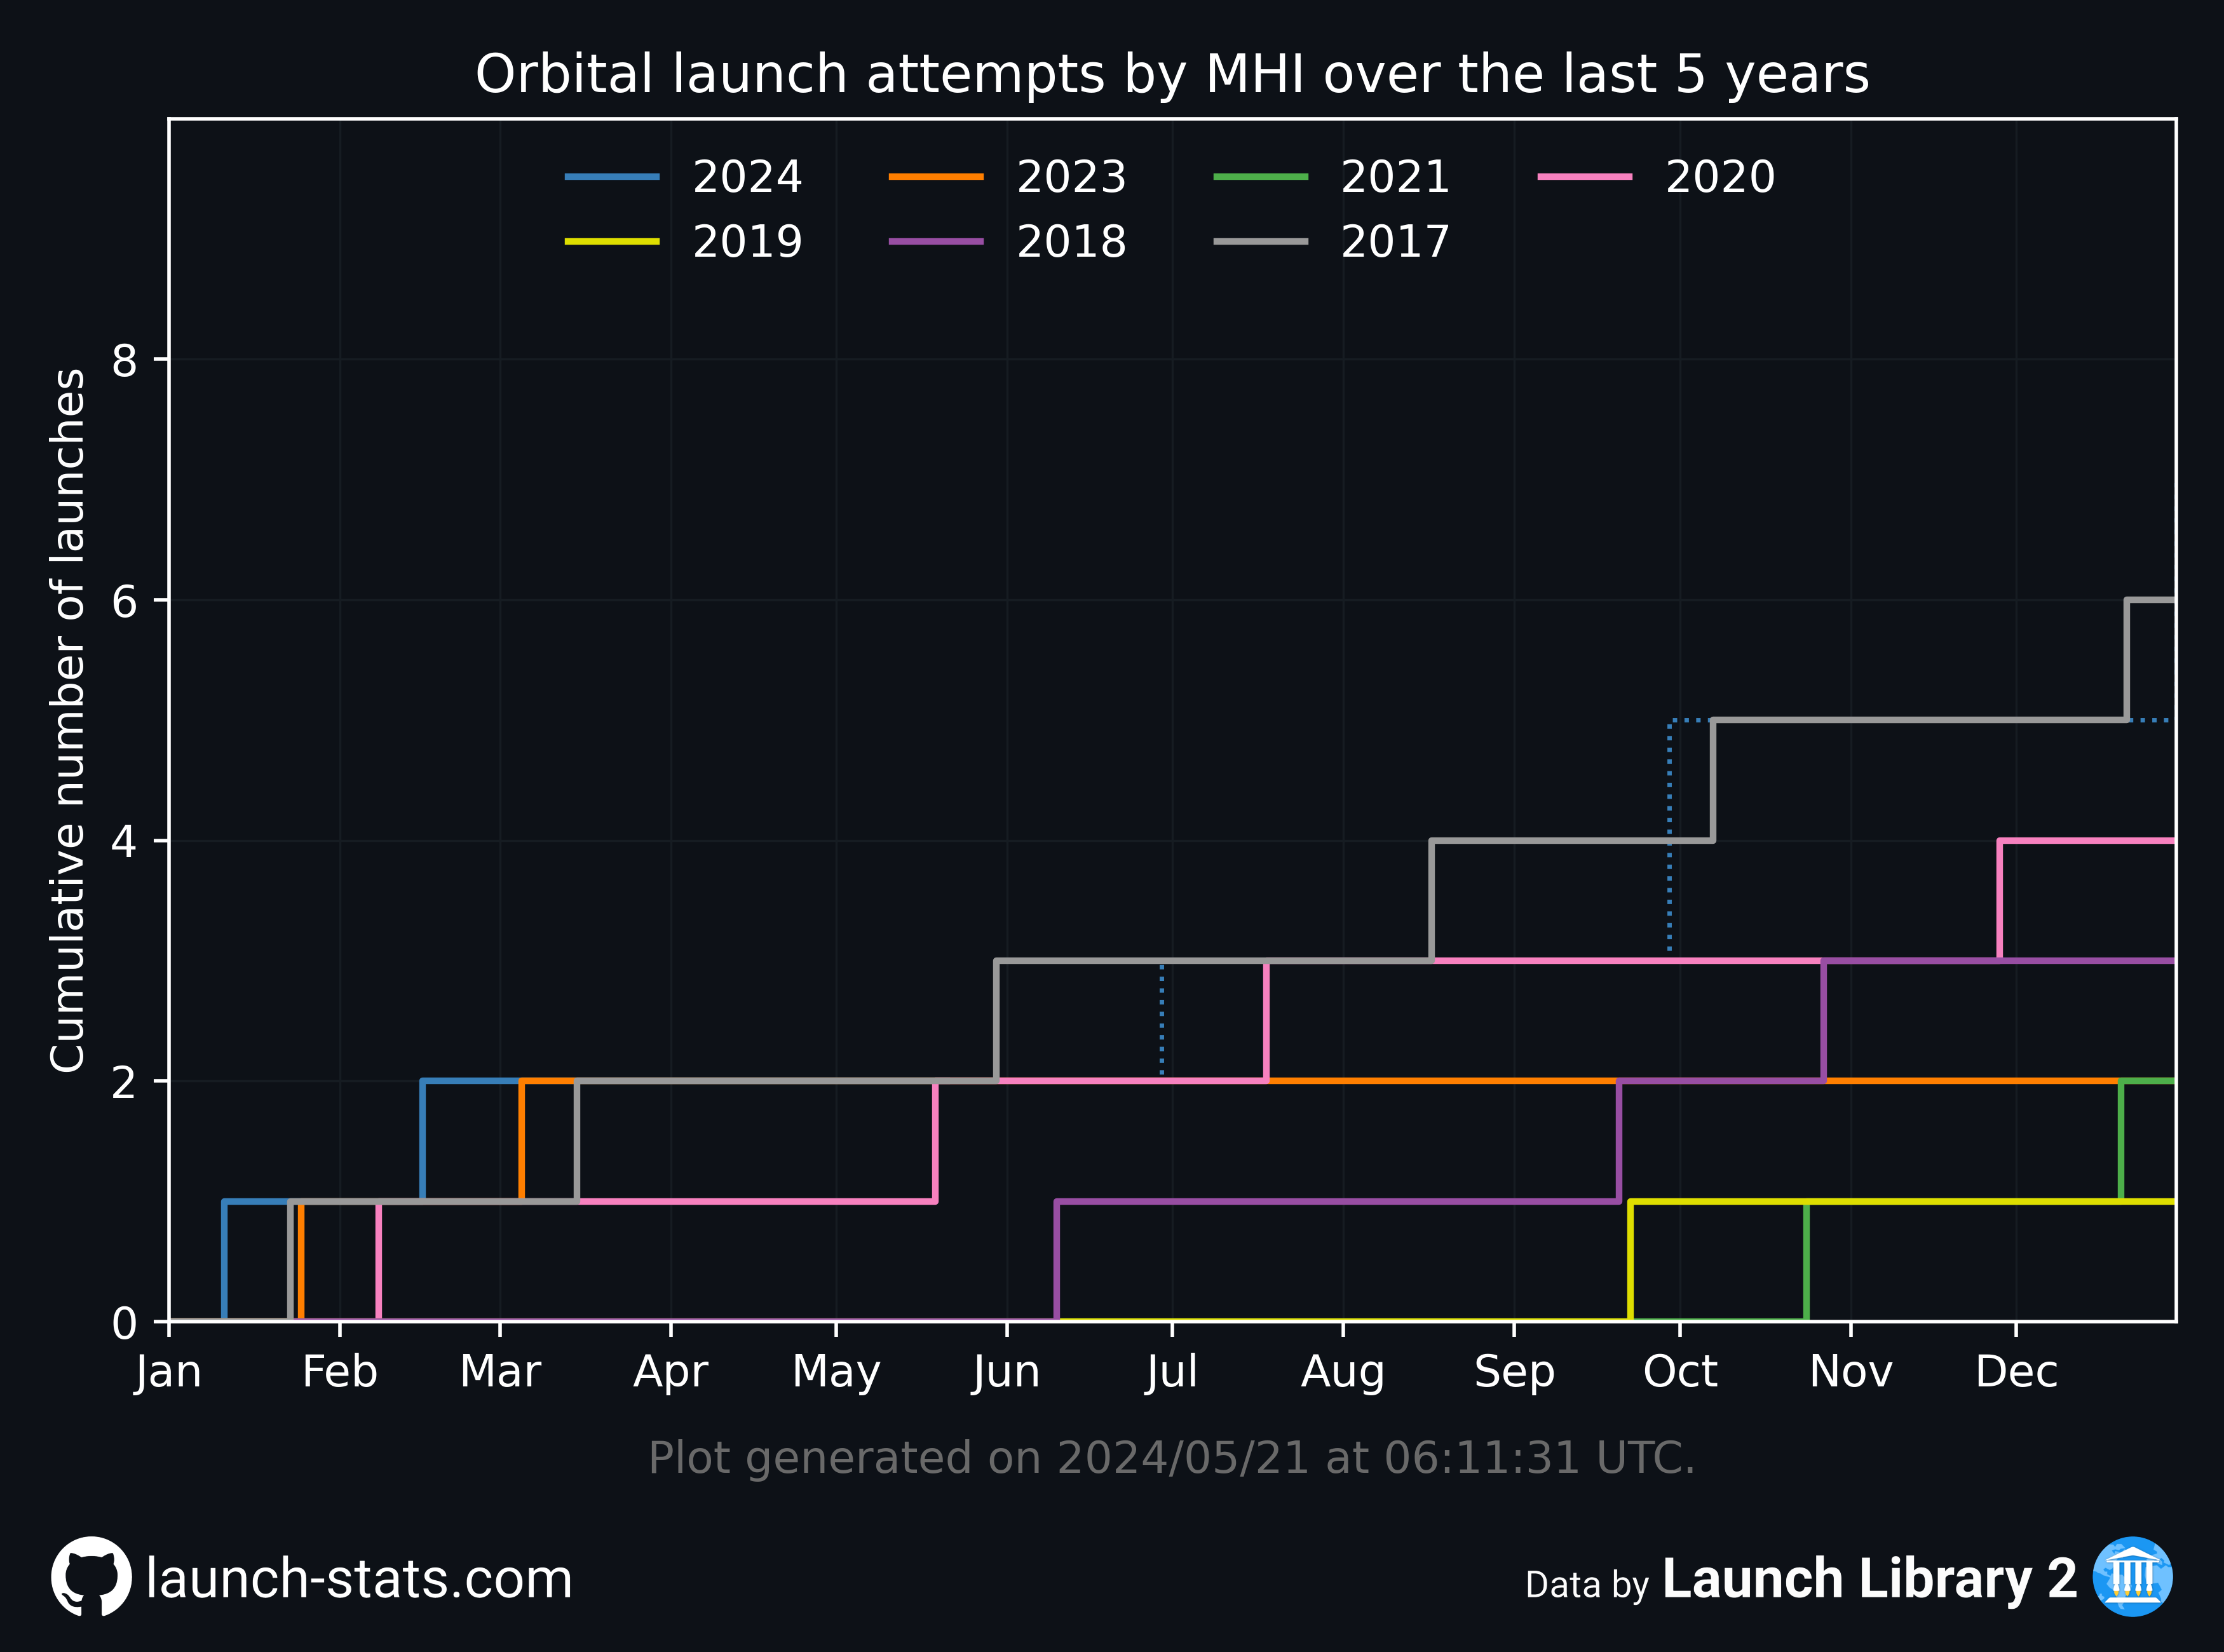 Orbital launch attempts by MHI over the last 5 years
2024 2023 2021 2020
2019 2018 2017
Cumulative number of launches
8
6
4
2
0
Jan Feb Mar Apr May Jun Jul Aug Sep Oct Nov Dec
Plot generated on 2024/05/21 at 06:11:31 UTC.
launch-stats.com
Data by Launch Library 2